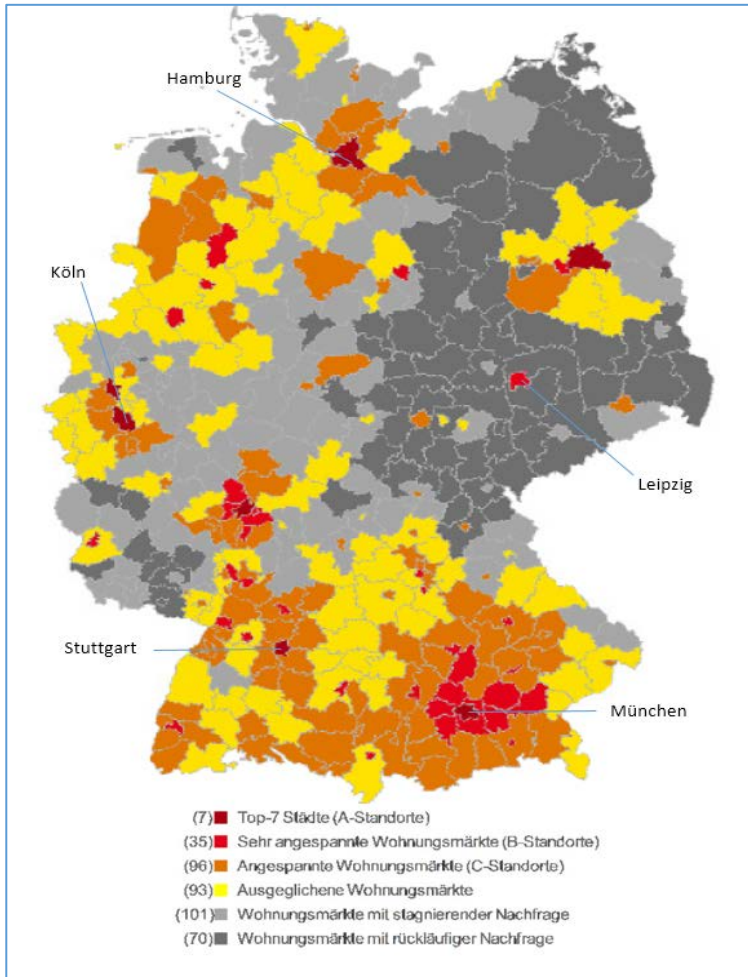 Hamburg
Köln
Leipzig
Stuttgart
München
(7) Top-7 Städte (A-Standorte)
(35) Sehr angespannte Wohnungsmärkte (B-Standorte)
(96) Angespannte Wohnungsmärkte (C-Standorte)
(93) Ausgeglichene Wohnungsmärkte
(101) Wohnungsmärkte mit stagnierender Nachfrage
(70) Wohnungsmärkte mit rückläufiger Nachfrage